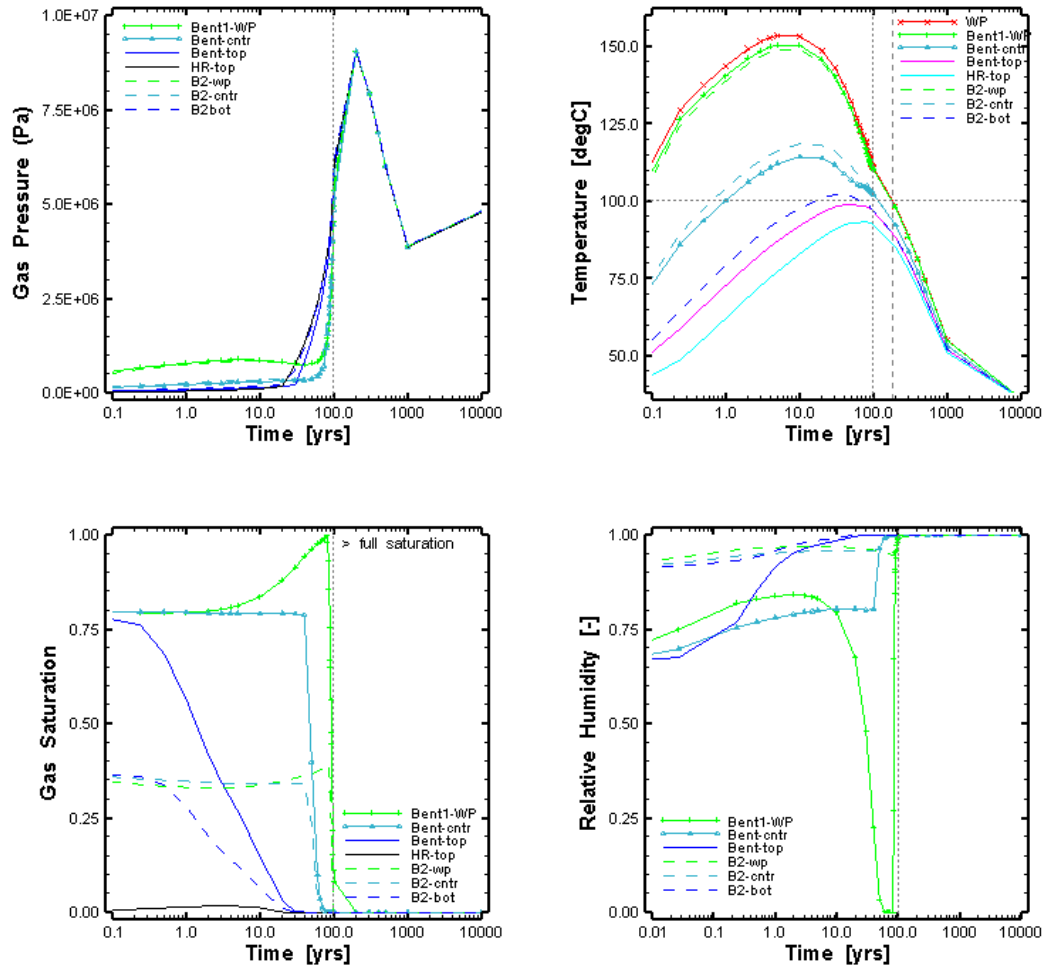 1.0E+07
7.5E+06
5.0E+06
2.5E+06
0.0E+00
Gas Pressure (Pa)
Bent1-WP
Bent-cntr
Bent-top
HR-top
B2-wp
B2-cntr
B2bot
0.1 1.0 10.0 100.0 1000 10000
Time [yrs]
150.0
125.0
100.0
75.0
50.0
Temperature [degC]
WP
Bent1-WP
Bent-cntr
Bent-top
HR-top
B2-wp
B2-cntr
B2-bot
0.1 1.0 10.0 100.0 1000 10000
Time [yrs]
1.00
0.75
0.50
0.25
0.00
Gas Saturation
> full saturation
Bent1-WP
Bent-cntr
Bent-top
HR-top
B2-wp
B2-cntr
B2-bot
0.1 1.0 10.0 100.0 1000 10000
Time [yrs]
1.00
0.75
0.50
0.25
0.00
Relative Humidity [-]
Bent1-WP
Bent-cntr
Bent-top
B2-wp
B2-cntr
B2-bot
0.01 0.1 1.0 10.0 100.0 1000 10000
Time [yrs]